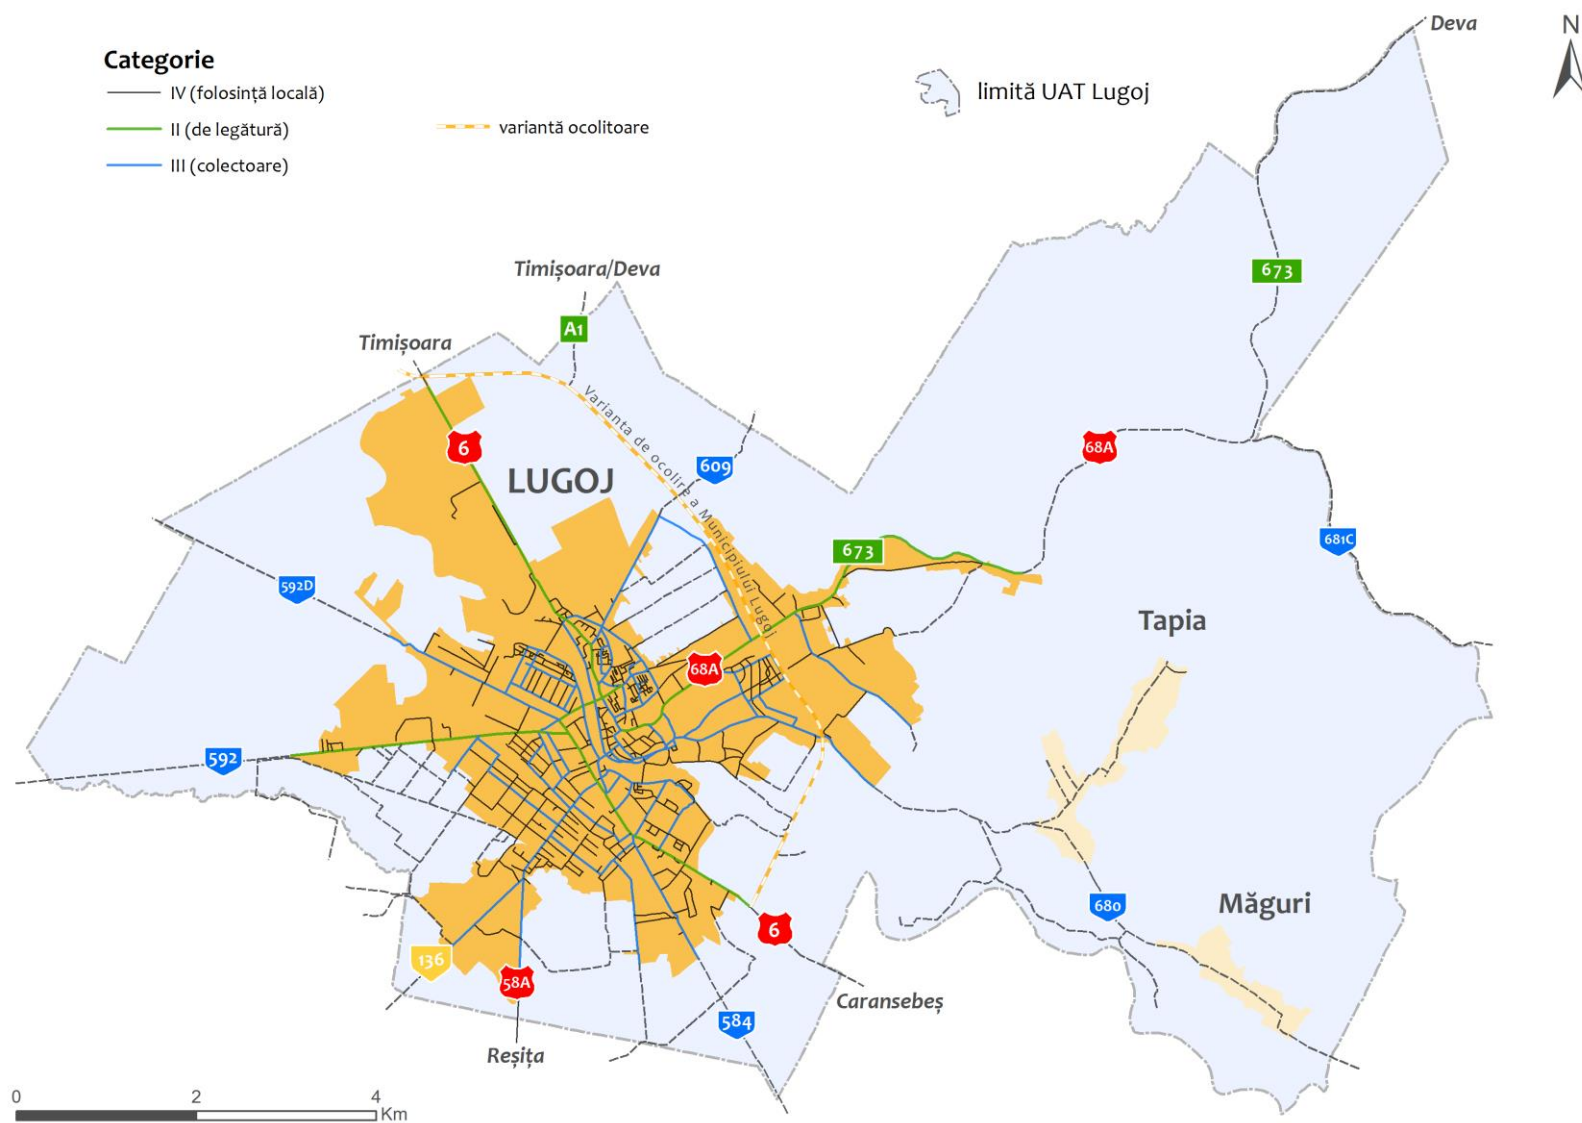 Deva
N
Categorie
IV (folosință locală)
II (de legătură)
III (colectoare)
variantă ocolitoare
limită UAT Lugoj
Timișoara/Deva
673
A1
Timișoara
6
68A
609
LUGOJ
Varianta de ocolire a Municipiului Lugoj
681C
673
592D
Tapia
68A
592
Măguri
680
6
136
58A
Caransebeș
584
Reșița
0 2 4
Km